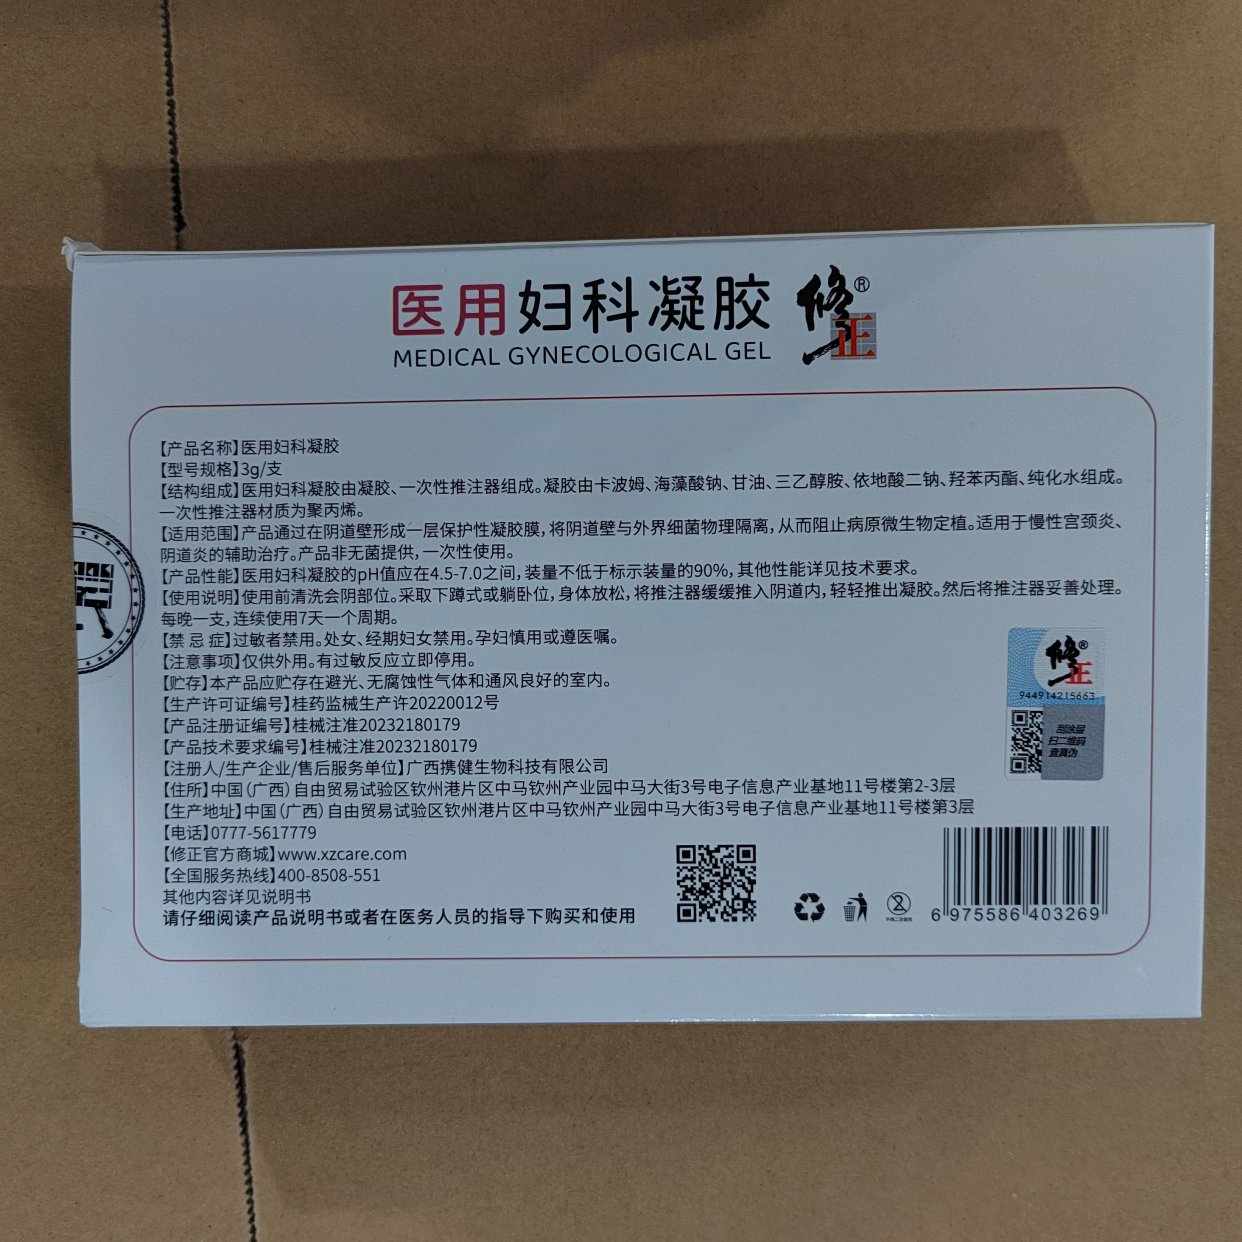 医用妇科凝胶 修正®
MEDICAL GYNECOLOGICAL GEL
【产品名称】医用妇科凝胶
【型号规格】3g/支
【结构组成】医用妇科凝胶由凝胶、一次性推注器组成。凝胶由卡波姆、海藻酸钠、甘油、三乙醇胺、依地酸二钠、羟苯丙酯、纯化水组成。
一次性推注器材质为聚丙烯。
【适用范围】产品通过在阴道壁形成一层保护性凝胶膜，将阴道壁与外界细菌物理隔离，从而阻止病原微生物定植。适用于慢性宫颈炎、
阴道炎的辅助治疗。产品非无菌提供，一次性使用。
【产品性能】医用妇科凝胶的pH值应在4.5-7.0之间，装量不低于标示装量的90%，其他性能详见技术要求。
【使用说明】使用前清洗会阴部位。采取下蹲式或躺卧位，身体放松，将推注器缓缓推入阴道内，轻轻推出凝胶。然后将推注器妥善处理。
每晚一支，连续使用7天一个周期。
【禁 忌 症】过敏者禁用。处女、经期妇女禁用。孕妇慎用或遵医嘱。
【注意事项】仅供外用。有过敏反应立即停用。
【贮存】本产品应贮存在避光、无腐蚀性气体和通风良好的室内。
【生产许可证编号】桂药监械生产许20220012号
【产品注册证编号】桂械注准20232180179
【产品技术要求编号】桂械注准20232180179
【注册人/生产企业/售后服务单位】广西携健生物科技有限公司
【住所】中国（广西）自由贸易试验区钦州港片区中马钦州产业园中马大街3号电子信息产业基地11号楼第2-3层
【生产地址】中国（广西）自由贸易试验区钦州港片区中马钦州产业园中马大街3号电子信息产业基地11号楼第3层
【电话】0777-5617779
【修正官方商城】www.xzcare.com
【全国服务热线】400-8508-551
其他内容详见说明书
请仔细阅读产品说明书或者在医务人员的指导下购买和使用
修正®
944914215663
刮涂层
扫二维码
查真伪
6 975586 403269